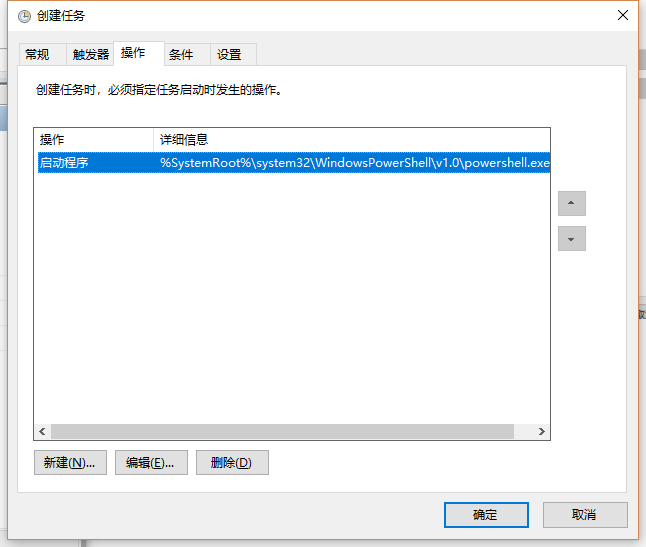 创建任务
常规 触发器 操作 条件 设置
创建任务时，必须指定任务启动时发生的操作。
操作 详细信息
启动程序 %SystemRoot%\system32\WindowsPowerShell\v1.0\powershell.exe
新建(N)... 编辑(E)... 删除(D)
确定 取消